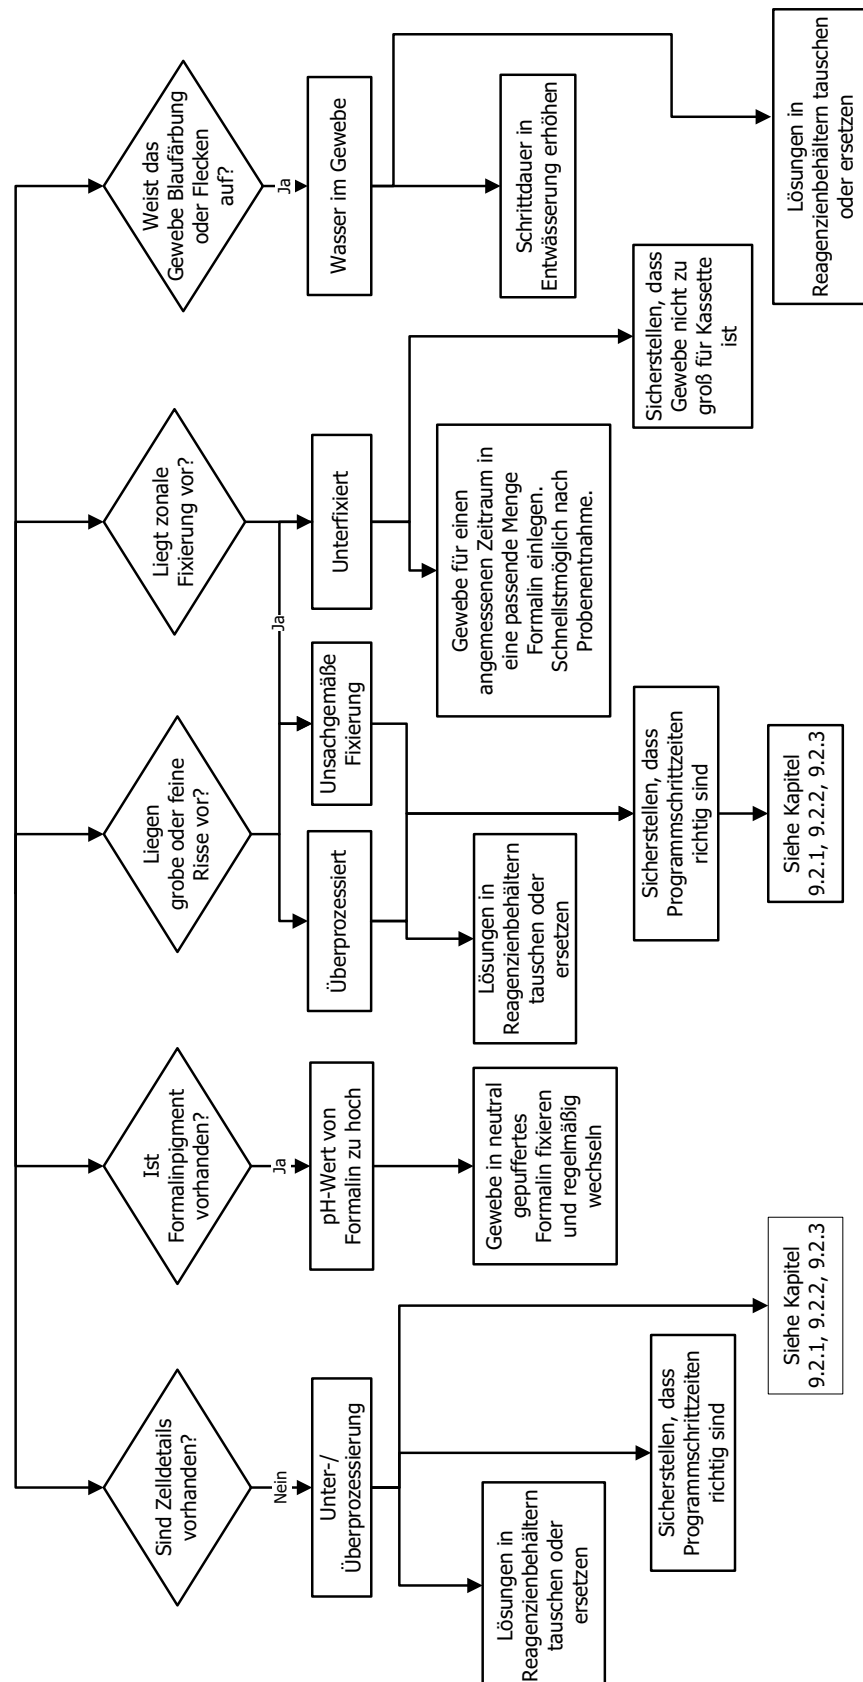 Sind Zelldetails
vorhanden?
Nein
Unter-/
Überprozessierung
Lösungen in
Reagenzienbehältern
tauschen oder
ersetzen
Sicherstellen, dass
Programmschrittzeiten
richtig sind
Siehe Kapitel
9.2.1, 9.2.2, 9.2.3
Ist
Formalinpigment
vorhanden?
Ja
pH-Wert von
Formalin zu hoch
Gewebe in neutral
gepuffertes
Formalin fixieren
und regelmäßig
wechseln
Liegen
grobe oder feine
Risse vor?
Überprozessiert
Unsachgemäße
Fixierung
Lösungen in
Reagenzienbehältern
tauschen oder
ersetzen
Sicherstellen, dass
Programmschrittzeiten
richtig sind
Siehe Kapitel
9.2.1, 9.2.2, 9.2.3
Liegt zonale
Fixierung vor?
Ja
Unterfixiert
Gewebe für einen
angemessenen Zeitraum in
eine passende Menge
Formalin einlegen.
Schnellstmöglich nach
Probenentnahme.
Sicherstellen, dass
Gewebe nicht zu
groß für Kassette
ist
Weist das
Gewebe Blaufärbung
oder Flecken
auf?
Ja
Wasser im Gewebe
Schrittdauer in
Entwässerung erhöhen
Lösungen in
Reagenzienbehältern tauschen
oder ersetzen